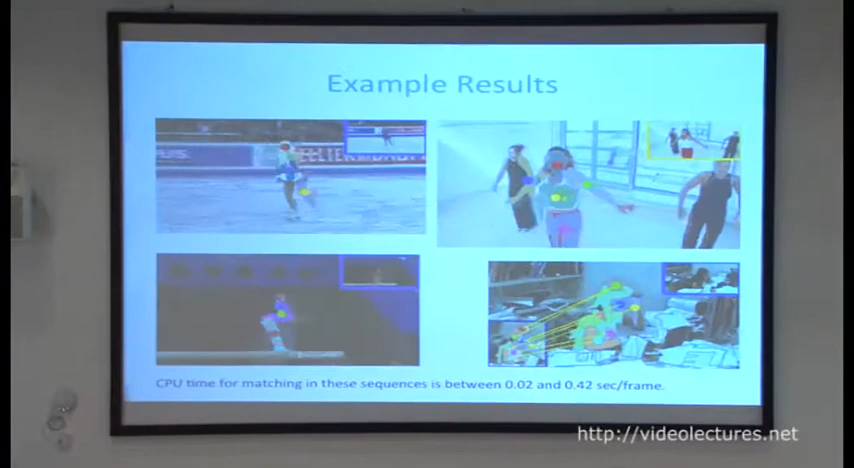 Example Results
CPU time for matching in these sequences is between 0.02 and 0.42 sec/frame.
http://videolectures.net